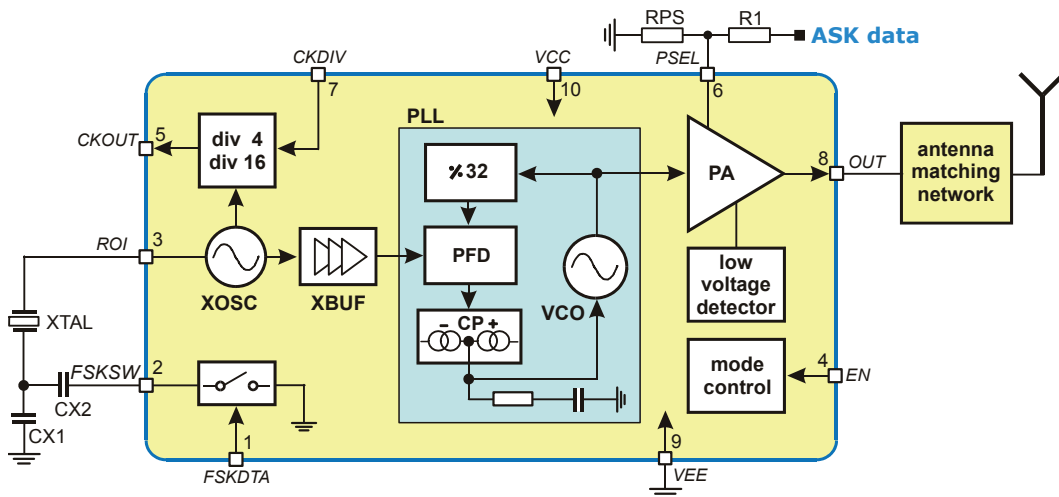 RPS
R1
ASK data
CKDIV
VCC
PSEL
7
10
6
PLL
CKOUT
5
div 4
div 16
% 32
PA
8
OUT
antenna
matching
network
ROI
3
XOSC
XBUF
PFD
VCO
low
voltage
detector
XTAL
- CP +
FSKSW
2
mode
control
4
EN
CX2
CX1
1
9
FSKDTA
VEE